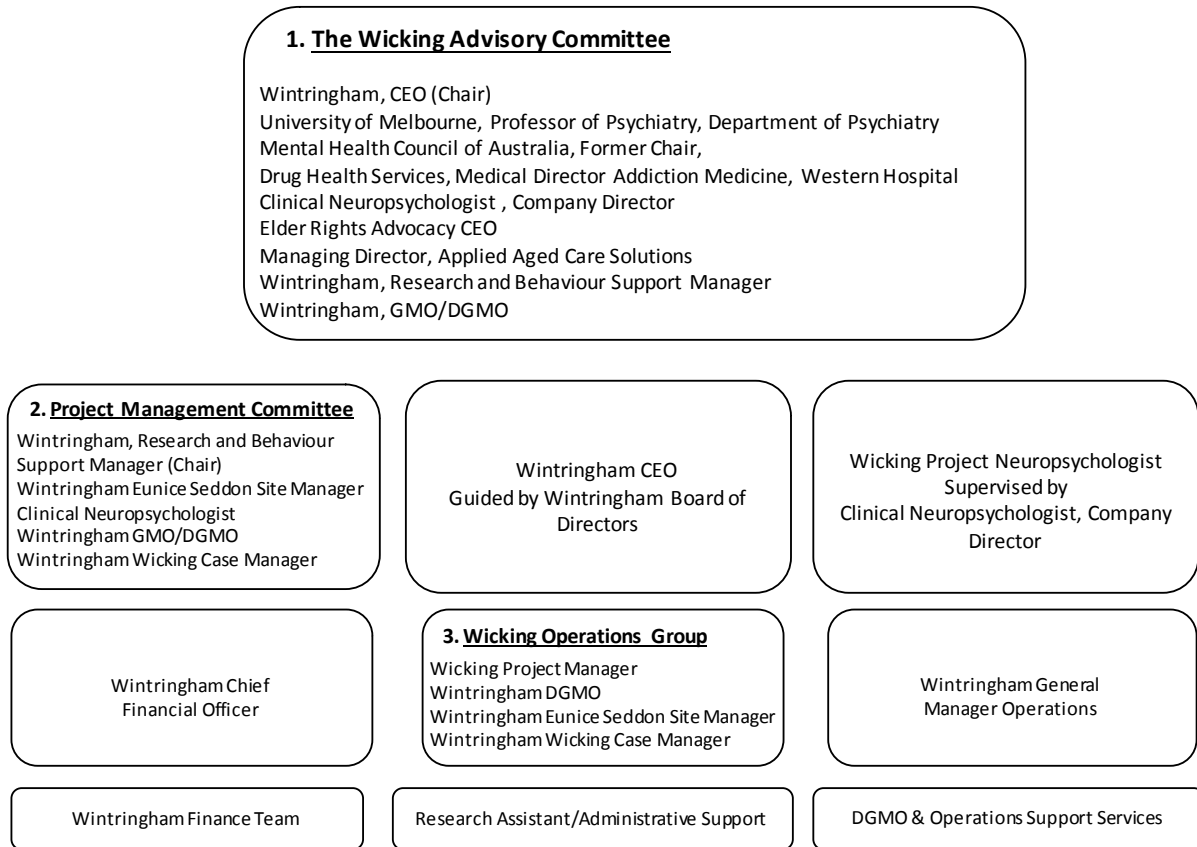 1. The Wicking Advisory Committee
Wintringham, CEO (Chair)
University of Melbourne, Professor of Psychiatry, Department of Psychiatry
Mental Health Council of Australia, Former Chair,
Drug Health Services, Medical Director Addiction Medicine, Western Hospital
Clinical Neuropsychologist , Company Director
Elder Rights Advocacy CEO
Managing Director, Applied Aged Care Solutions
Wintringham, Research and Behaviour Support Manager
Wintringham, GMO/DGMO
2. Project Management Committee
Wintringham, Research and Behaviour
Support Manager (Chair)
Wintringham Eunice Seddon Site Manager
Clinical Neuropsychologist
Wintringham GMO/DGMO
Wintringham Wicking Case Manager
Wintringham CEO
Guided by Wintringham Board of
Directors
Wicking Project Neuropsychologist
Supervised by
Clinical Neuropsychologist, Company
Director
Wintringham Chief
Financial Officer
3. Wicking Operations Group
Wicking Project Manager
Wintringham DGMO
Wintringham Eunice Seddon Site Manager
Wintringham Wicking Case Manager
Wintringham General
Manager Operations
Wintringham Finance Team
Research Assistant/Administrative Support
DGMO & Operations Support Services